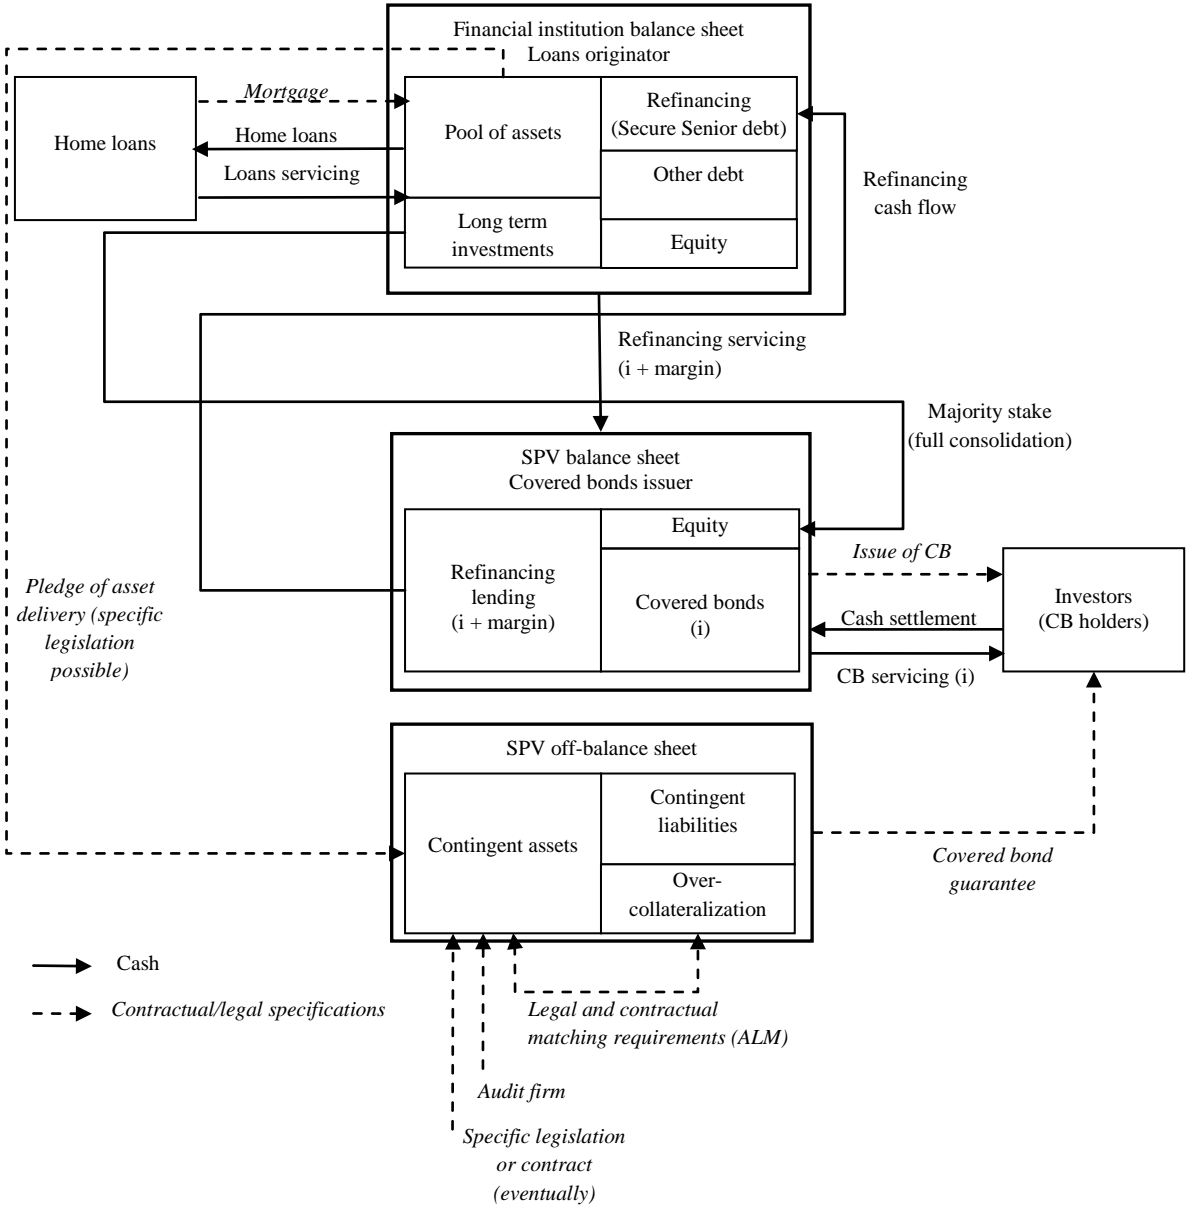 Financial institution balance sheet
Loans originator
Mortgage
Home loans
Home loans
Loans servicing
Pool of assets
Refinancing
(Secure Senior debt)
Other debt
Equity
Long term
investments
Refinancing
cash flow
Refinancing servicing
(i + margin)
Majority stake
(full consolidation)
SPV balance sheet
Covered bonds issuer
Equity
Refinancing
lending
(i + margin)
Covered bonds
(i)
Issue of CB
Cash settlement
CB servicing (i)
Investors
(CB holders)
Pledge of asset
delivery (specific
legislation
possible)
SPV off-balance sheet
Contingent assets
Contingent
liabilities
Over-
collateralization
Covered bond
guarantee
Cash
Contractual/legal specifications
Legal and contractual
matching requirements (ALM)
Audit firm
Specific legislation
or contract
(eventually)